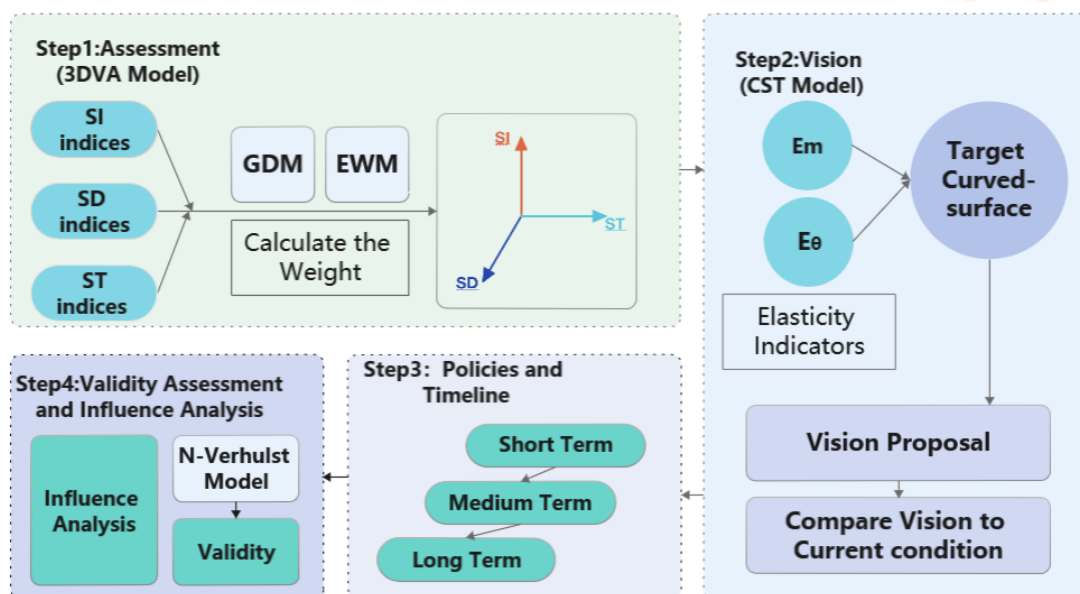 Step1:Assessment
(3DVA Model)
SI
indices
SD
indices
ST
indices
GDM
EWM
Calculate the
Weight
SI
ST
SD
Step2:Vision
(CST Model)
Em
Eθ
Target
Curved-
surface
Elasticity
Indicators
Vision Proposal
Compare Vision to
Current condition
Step3: Policies and
Timeline
Short Term
Medium Term
Long Term
Step4:Validity Assessment
and Influence Analysis
Influence
Analysis
N-Verhulst
Model
Validity